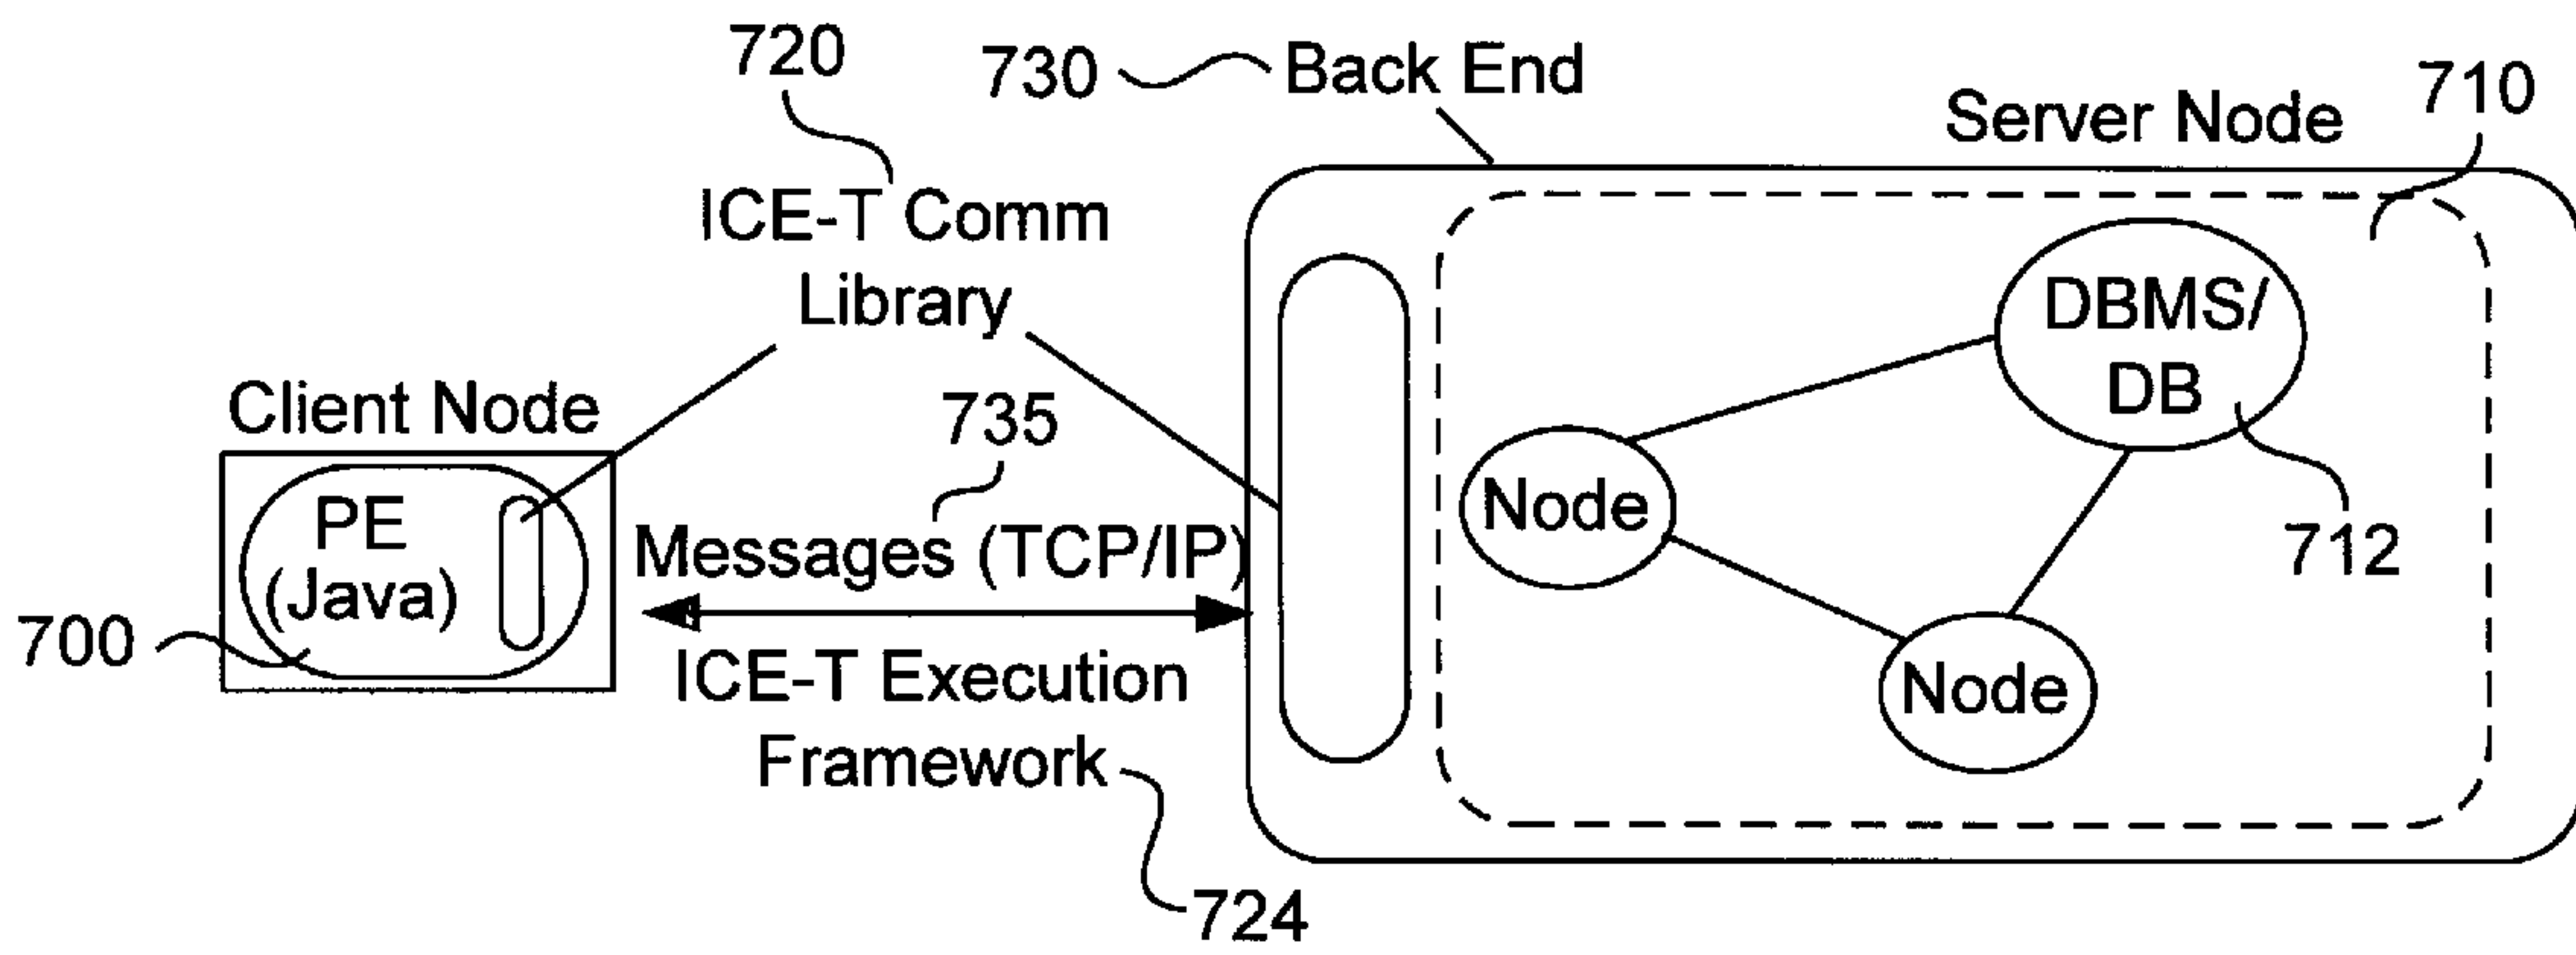 720
730 Back End
Server Node
710
ICE-T Comm
Library
Client Node
735
DBMS/
DB
PE
(Java)
Messages (TCP/IP)
Node
712
700
ICE-T Execution
Framework
Node
724